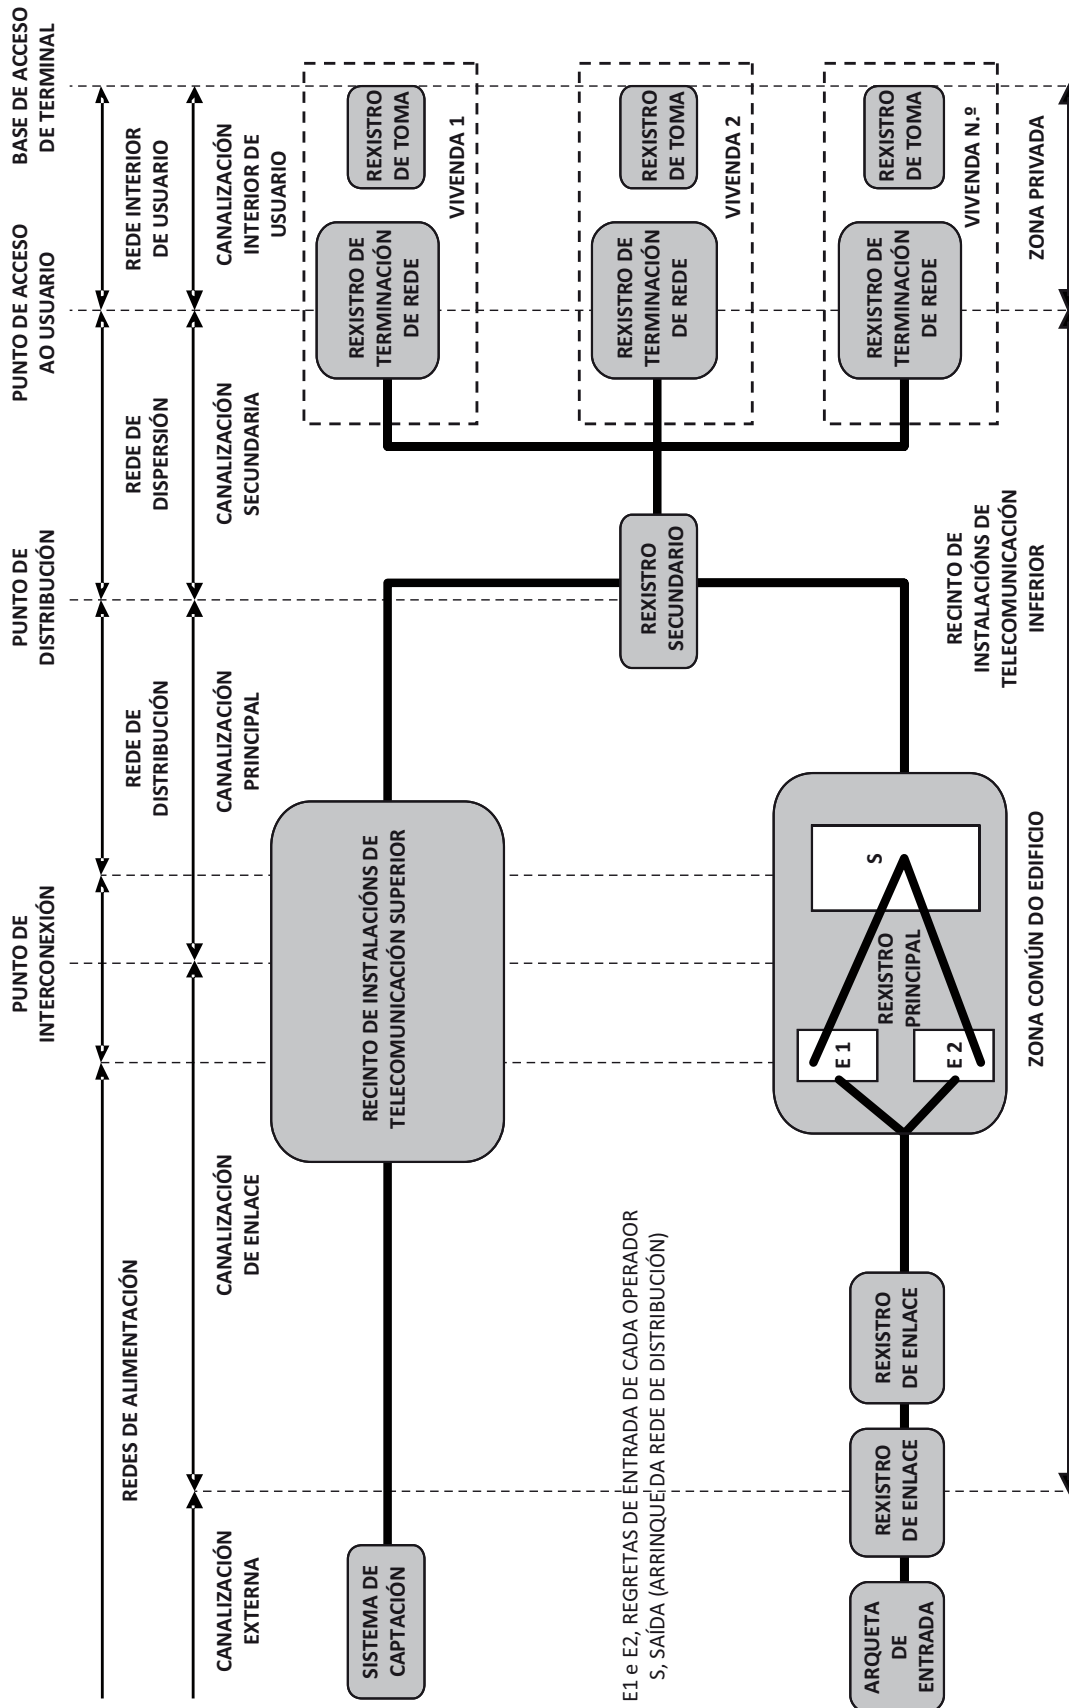 PUNTO DE
INTERCONEXIÓN
PUNTO DE
DISTRIBUCIÓN
PUNTO DE ACCESO
AO USUARIO
BASE DE ACCESO
DE TERMINAL
REDES DE ALIMENTACIÓN
REDE DE
DISTRIBUCIÓN
REDE DE
DISPERSIÓN
REDE INTERIOR
DE USUARIO
CANALIZACIÓN
EXTERNA
CANALIZACIÓN
DE ENLACE
CANALIZACIÓN
PRINCIPAL
CANALIZACIÓN
SECUNDARIA
CANALIZACIÓN
INTERIOR DE
USUARIO
SISTEMA DE
CAPTACIÓN
RECINTO DE INSTALACIÓNS DE
TELECOMUNICACIÓN SUPERIOR
REXISTRO DE
TERMINACIÓN
DE REDE
REXISTRO
DE TOMA
VIVENDA 1
E1 e E2, REGRETAS DE ENTRADA DE CADA OPERADOR
S, SAÍDA (ARRINQUE DA REDE DE DISTRIBUCIÓN)
REXISTRO
SECUNDARIO
REXISTRO DE
TERMINACIÓN
DE REDE
REXISTRO
DE TOMA
VIVENDA 2
ARQUETA
DE
ENTRADA
REXISTRO
DE ENLACE
REXISTRO
DE ENLACE
E 1
E 2
REXISTRO
PRINCIPAL
S
REXISTRO DE
TERMINACIÓN
DE REDE
REXISTRO
DE TOMA
VIVENDA N.º
RECINTO DE
INSTALACIÓNS DE
TELECOMUNICACIÓN
INFERIOR
ZONA COMÚN DO EDIFICIO
ZONA PRIVADA